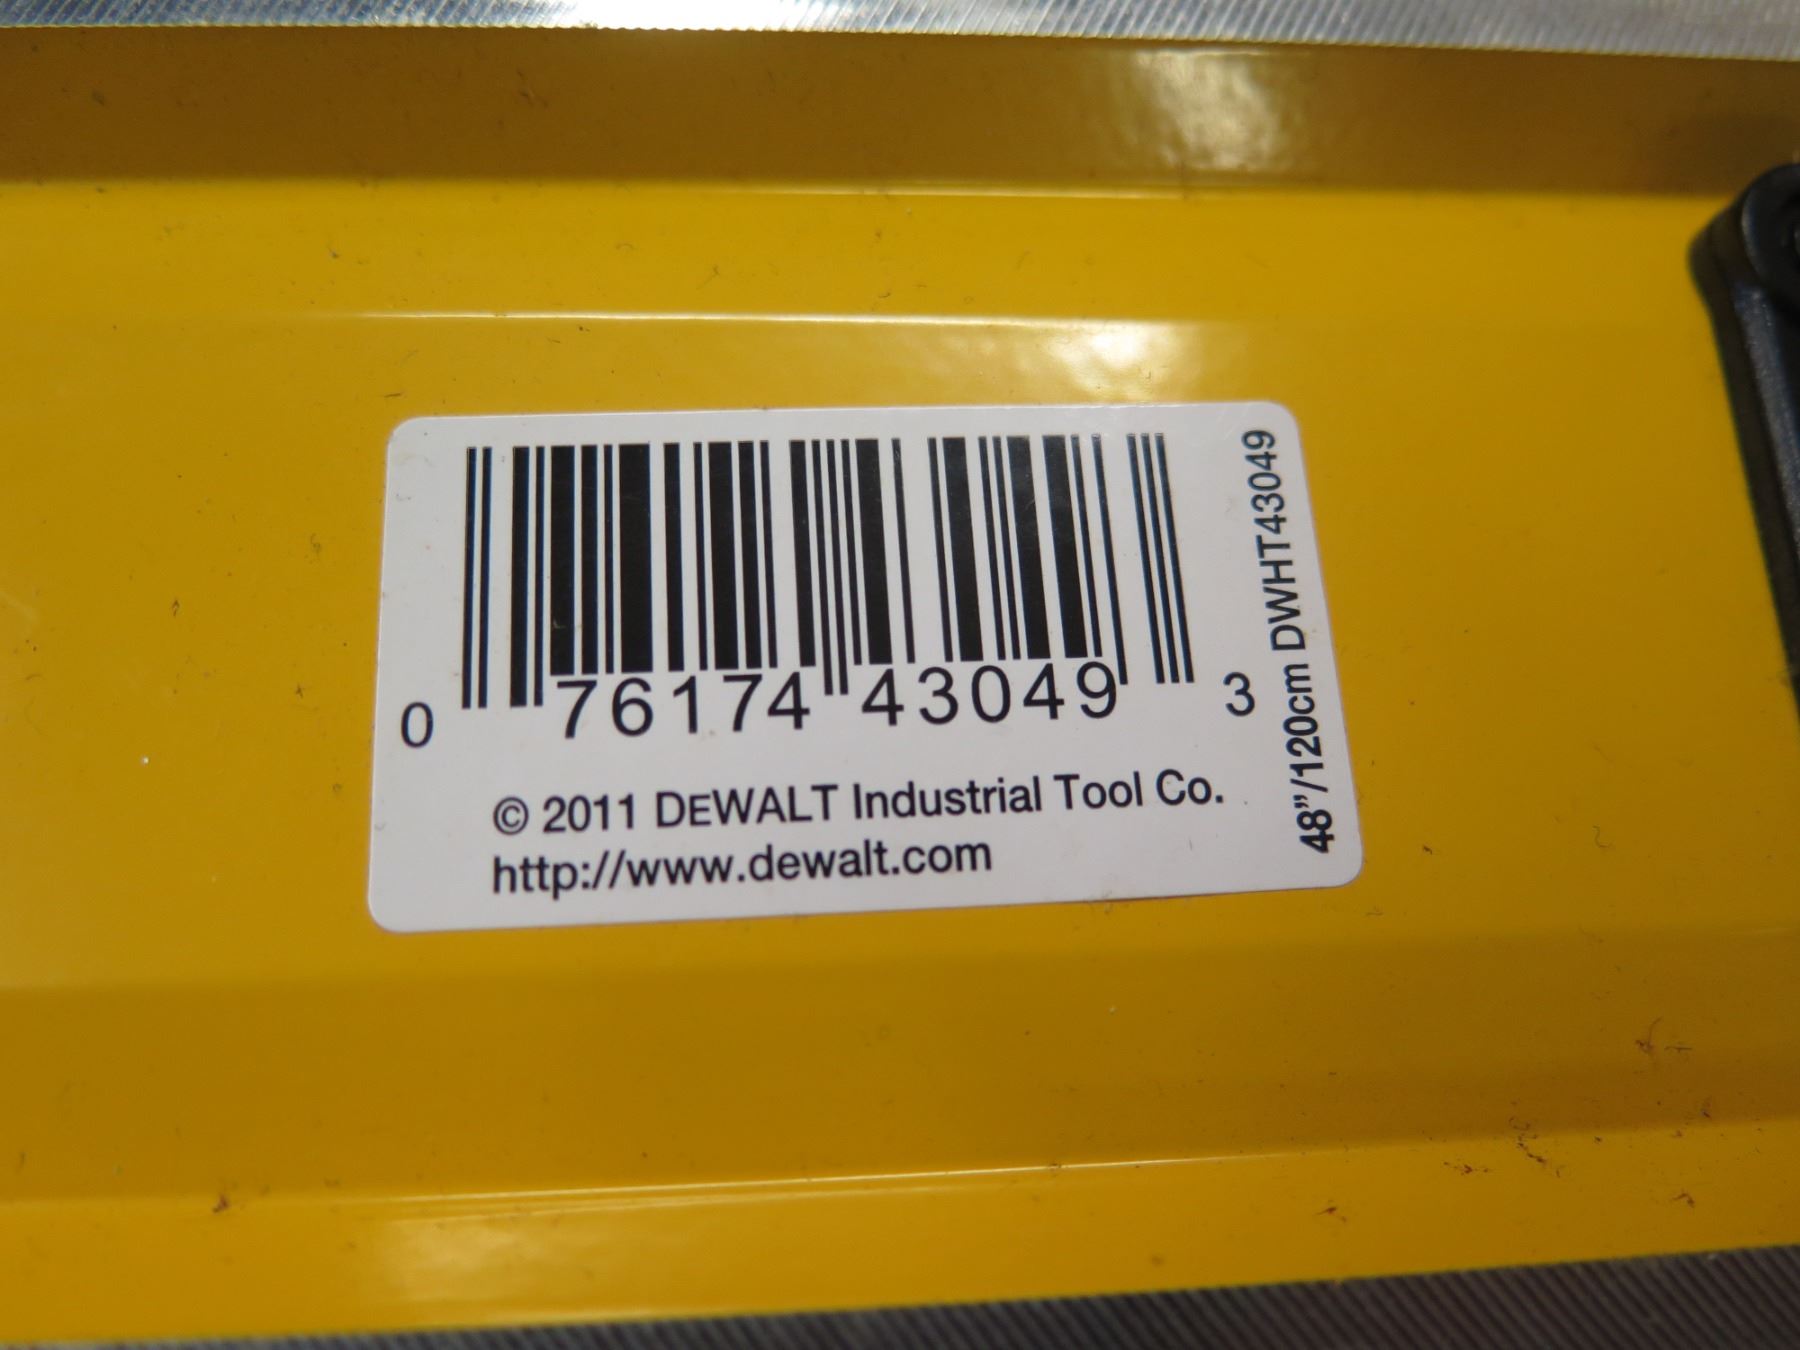 0 76174 43049 3
© 2011 DEWALT Industrial Tool Co.
http://www.dewalt.com
48”/120cm DWHT43049